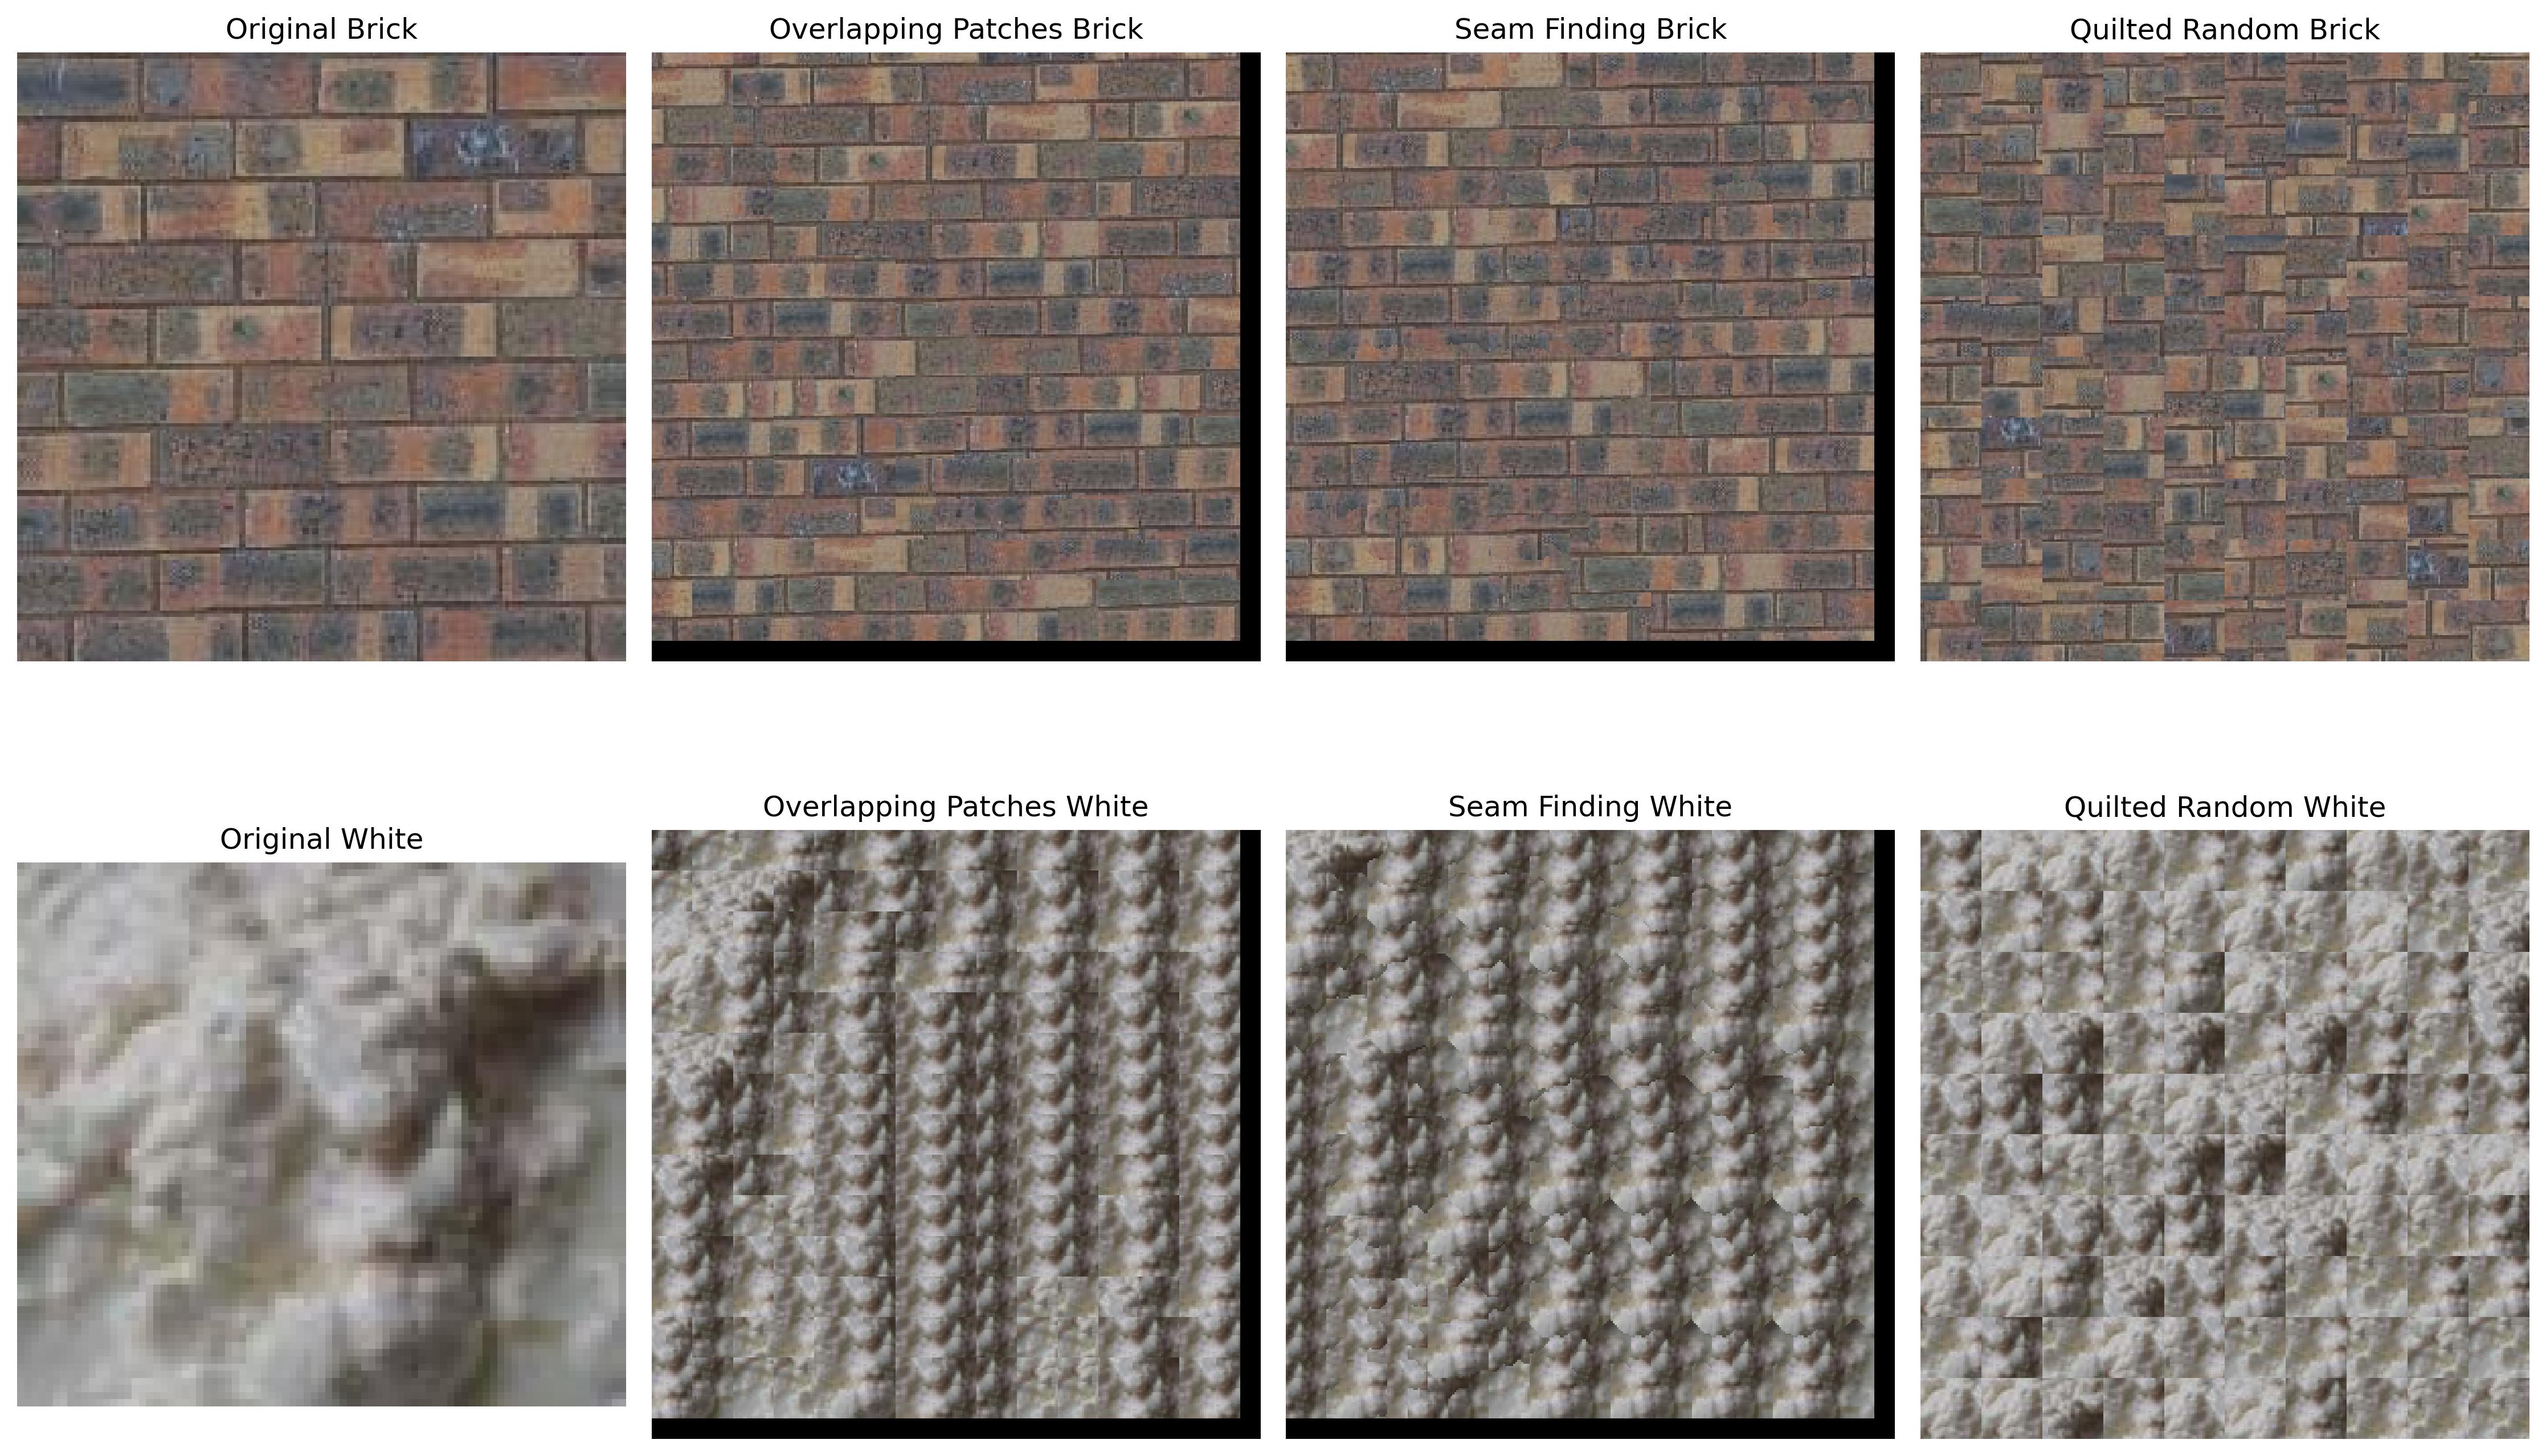 Original Brick
Overlapping Patches Brick
Seam Finding Brick
Quilted Random Brick
Original White
Overlapping Patches White
Seam Finding White
Quilted Random White